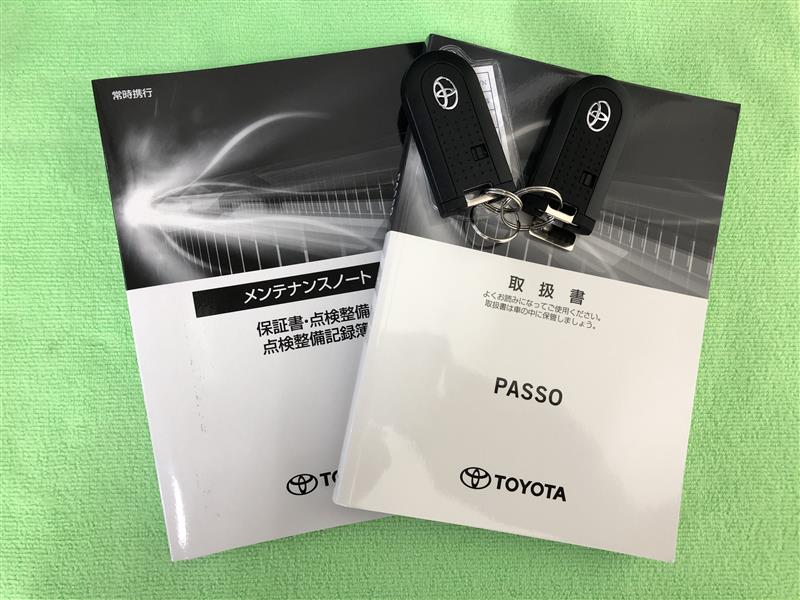 常時携行
メンテナンスノート
保証書・点検整備
点検整備記録簿
取扱書
よくお読みになってご使用ください。
取扱書は車の中に保管しましょう。
PASSO
TOYOTA